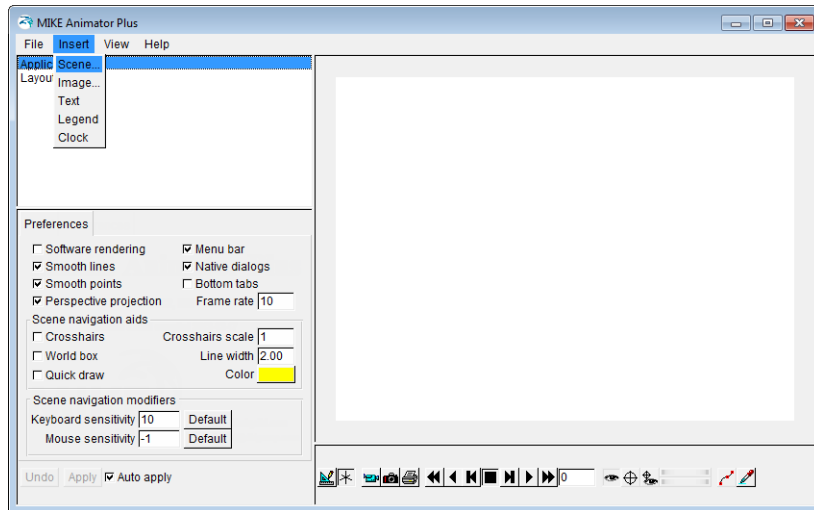 MIKE Animator Plus
File Insert View Help
Applic Scene...
Layou Image...
Text
Legend
Clock
Preferences
Software rendering Menu bar
Smooth lines Native dialogs
Smooth points Bottom tabs
Perspective projection Frame rate 10
Scene navigation aids
Crosshairs Crosshairs scale 1
World box Line width 2.00
Quick draw Color
Scene navigation modifiers
Keyboard sensitivity 10 Default
Mouse sensitivity -1 Default
Undo Apply Auto apply 0